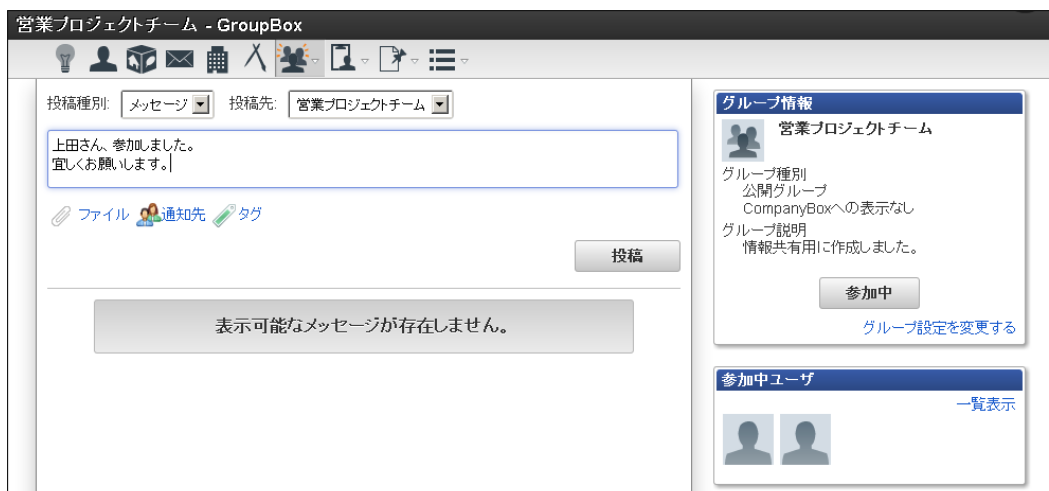 営業プロジェクトチーム - GroupBox
投稿種別: メッセージ 投稿先: 営業プロジェクトチーム
上田さん、参加しました。
宜しくお願いします。
ファイル 通知先 タグ
投稿
表示可能なメッセージが存在しません。
グループ情報
営業プロジェクトチーム
グループ種別
公開グループ
CompanyBoxへの表示なし
グループ説明
情報共有用に作成しました。
参加中
グループ設定を変更する
参加中ユーザ
一覧表示